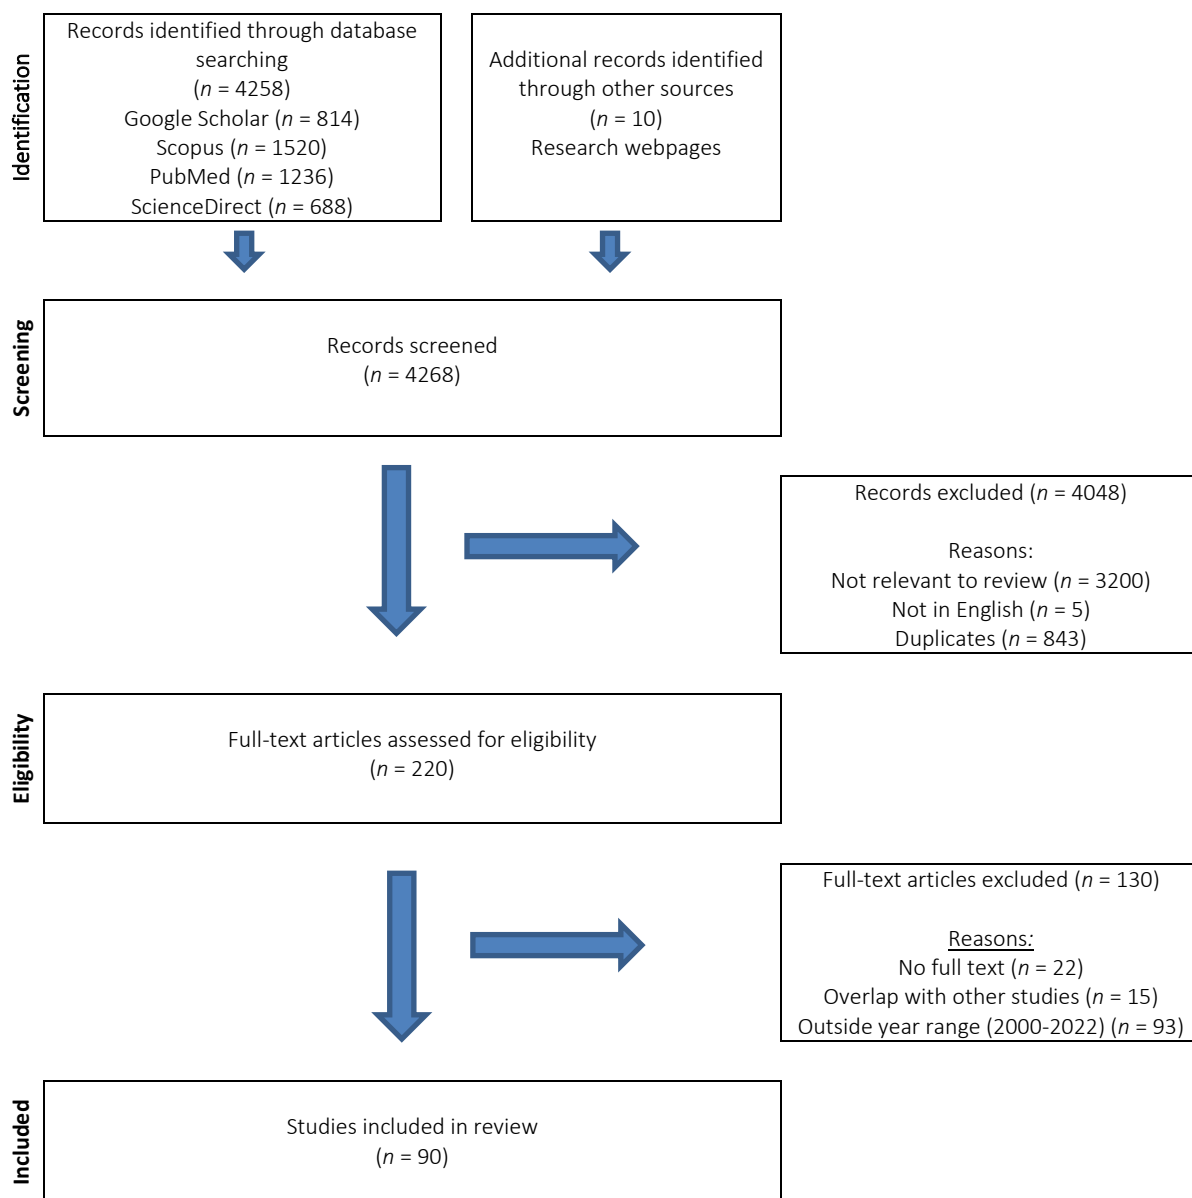 Identification
Records identified through database
searching
(n = 4258)
Google Scholar (n = 814)
Scopus (n = 1520)
PubMed (n = 1236)
ScienceDirect (n = 688)
Additional records identified
through other sources
(n = 10)
Research webpages
Screening
Records screened
(n = 4268)
Records excluded (n = 4048)
Reasons:
Not relevant to review (n = 3200)
Not in English (n = 5)
Duplicates (n = 843)
Eligibility
Full-text articles assessed for eligibility
(n = 220)
Full-text articles excluded (n = 130)
Reasons:
No full text (n = 22)
Overlap with other studies (n = 15)
Outside year range (2000-2022) (n = 93)
Included
Studies included in review
(n = 90)